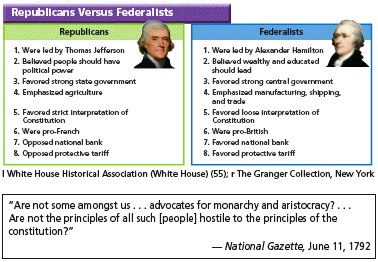 Republicans Versus Federalists
Republicans
1. Were led by Thomas Jefferson
2. Believed people should have
political power
3. Favored strong state government
4. Emphasized agriculture
5. Favored strict interpretation of
Constitution
6. Were pro-French
7. Opposed national bank
8. Opposed protective tariff
Federalists
1. Were led by Alexander Hamilton
2. Believed wealthy and educated
should lead
3. Favored strong central government
4. Emphasized manufacturing, shipping,
and trade
5. Favored loose interpretation of
Constitution
6. Were pro-British
7. Favored national bank
8. Favored protective tariff
l White House Historical Association (White House) (55); r The Granger Collection, New York
“Are not some amongst us . . . advocates for monarchy and aristocracy? . . .
Are not the principles of all such [people] hostile to the principles of the
constitution?”
— National Gazette, June 11, 1792